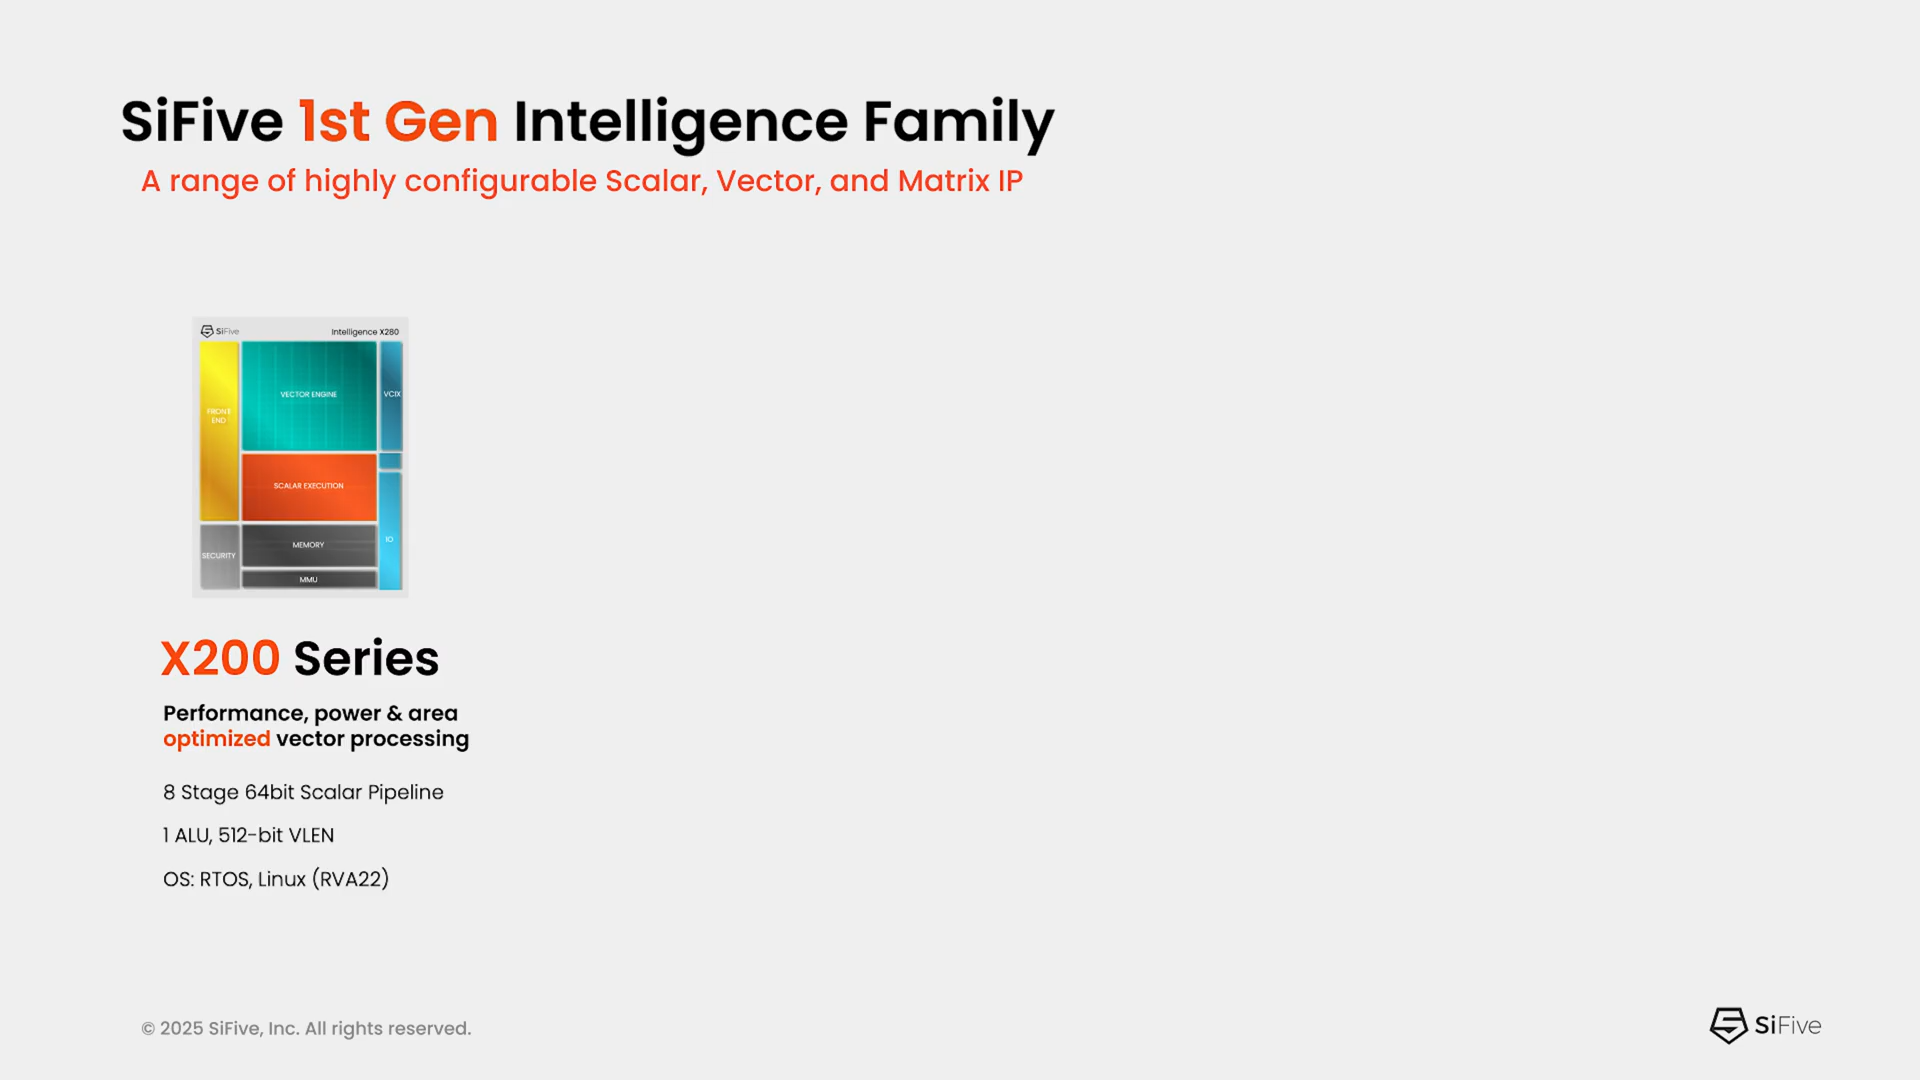 SiFive 1st Gen Intelligence Family
A range of highly configurable Scalar, Vector, and Matrix IP
SiFive
Intelligence X280
FRONT
END
VECTOR ENGINE
VCIX
SCALAR EXECUTION
SECURITY
MEMORY
IO
MMU
X200 Series
Performance, power & area
optimized vector processing
8 Stage 64bit Scalar Pipeline
1 ALU, 512-bit VLEN
OS: RTOS, Linux (RVA22)
© 2025 SiFive, Inc. All rights reserved.
SiFive